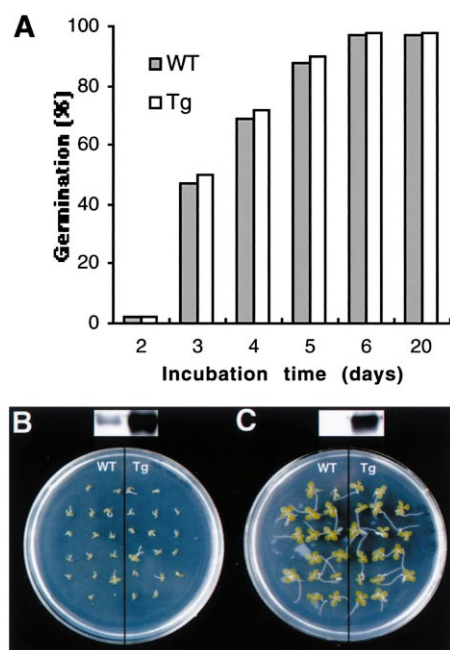 A
100
80
60
40
20
0
Germination (%)
WT
Tg
2 3 4 5 6 20
Incubation time (days)
B
WT Tg
C
WT Tg